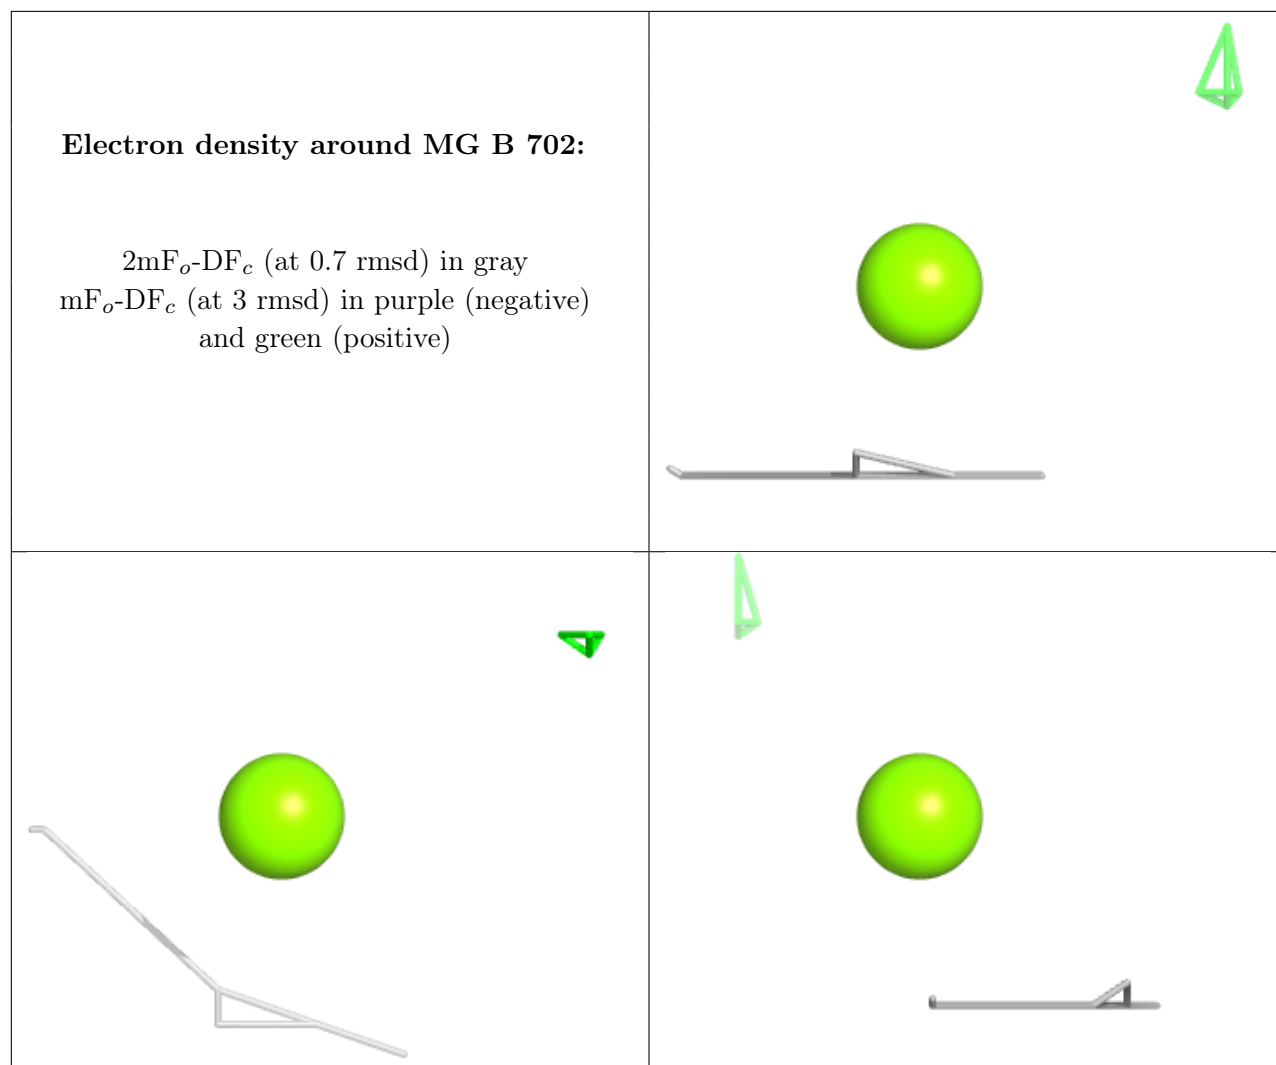 Electron density around MG B 702:
2mFo-DFc (at 0.7 rmsd) in gray
mFo-DFc (at 3 rmsd) in purple (negative)
and green (positive)